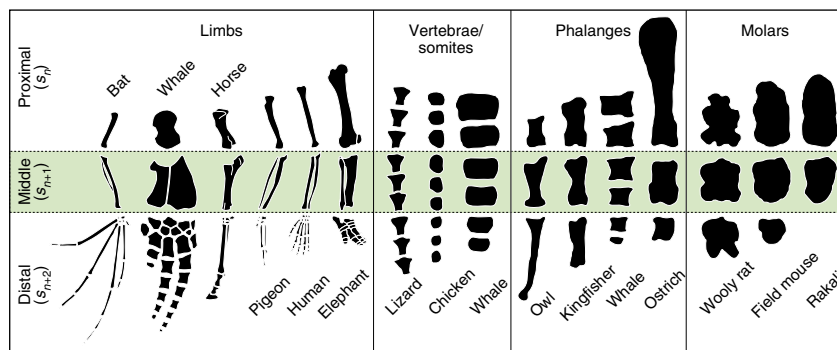 Limbs
Vertebrae/
somites
Phalanges
Molars
Proximal
(sn)
Bat
Whale
Horse
Middle
(sn+1)
Distal
(sn+2)
Pigeon
Human
Elephant
Lizard
Chicken
Whale
Owl
Kingfisher
Whale
Ostrich
Wooly rat
Field mouse
Rakali